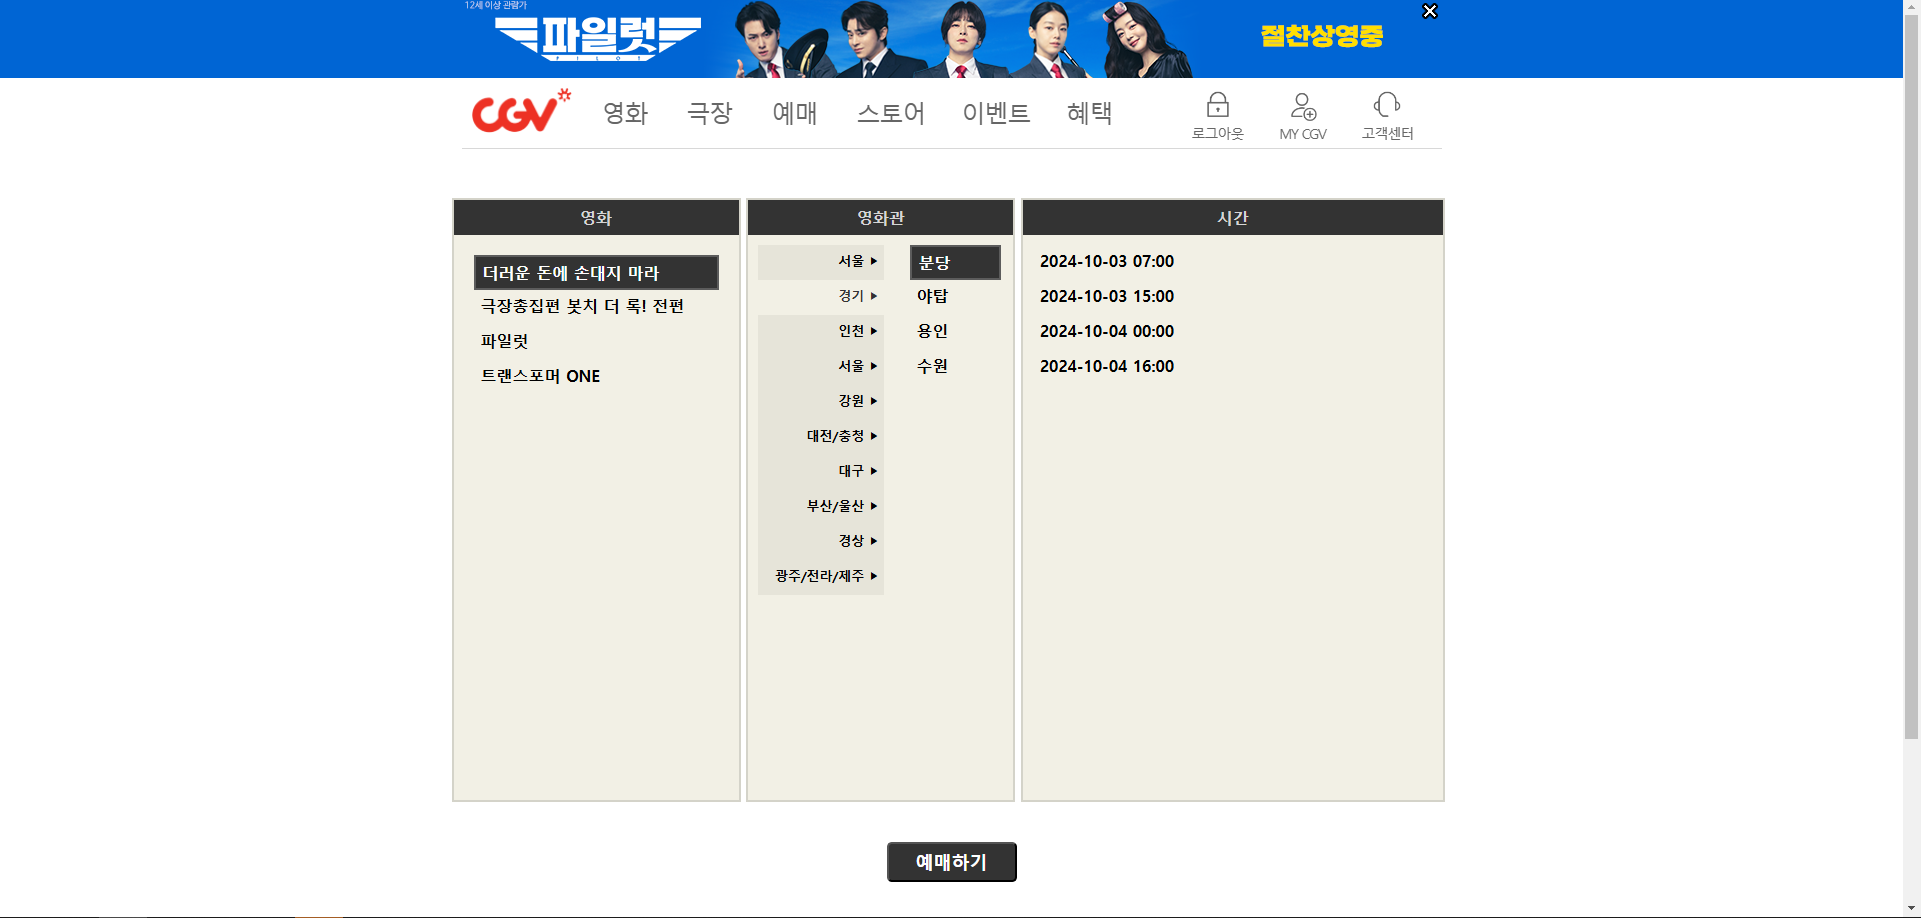 12세 이상 관람가
파일럿
PILOT
절찬상영중
CGV
영화 극장 예매 스토어 이벤트 혜택
로그아웃 MY CGV 고객센터
영화
더러운 돈에 손대지 마라
극장총집편 봇치 더 록! 전편
파일럿
트랜스포머 ONE
영화관
서울
경기
인천
서울
강원
대전/충청
대구
부산/울산
경상
광주/전라/제주
분당
야탑
용인
수원
시간
2024-10-03 07:00
2024-10-03 15:00
2024-10-04 00:00
2024-10-04 16:00
예매하기